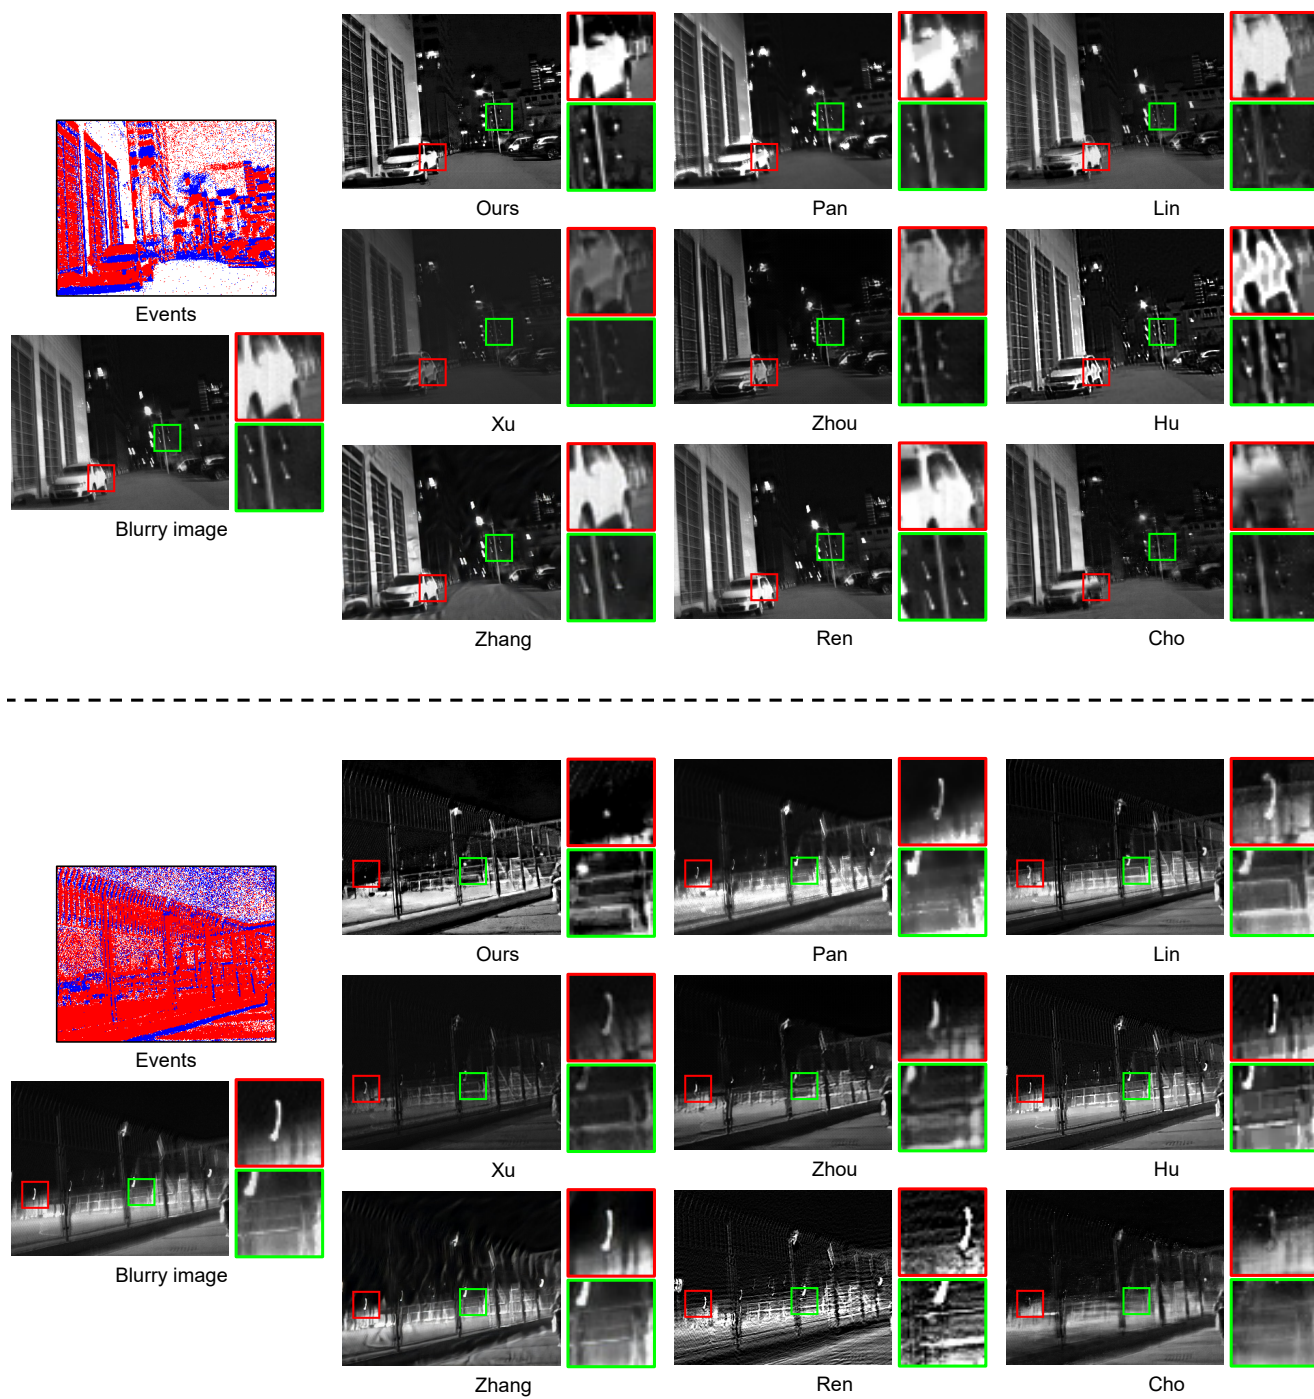 Ours
Pan
Lin
Events
Xu
Zhou
Hu
Blurry image
Zhang
Ren
Cho
Ours
Pan
Lin
Events
Xu
Zhou
Hu
Blurry image
Zhang
Ren
Cho